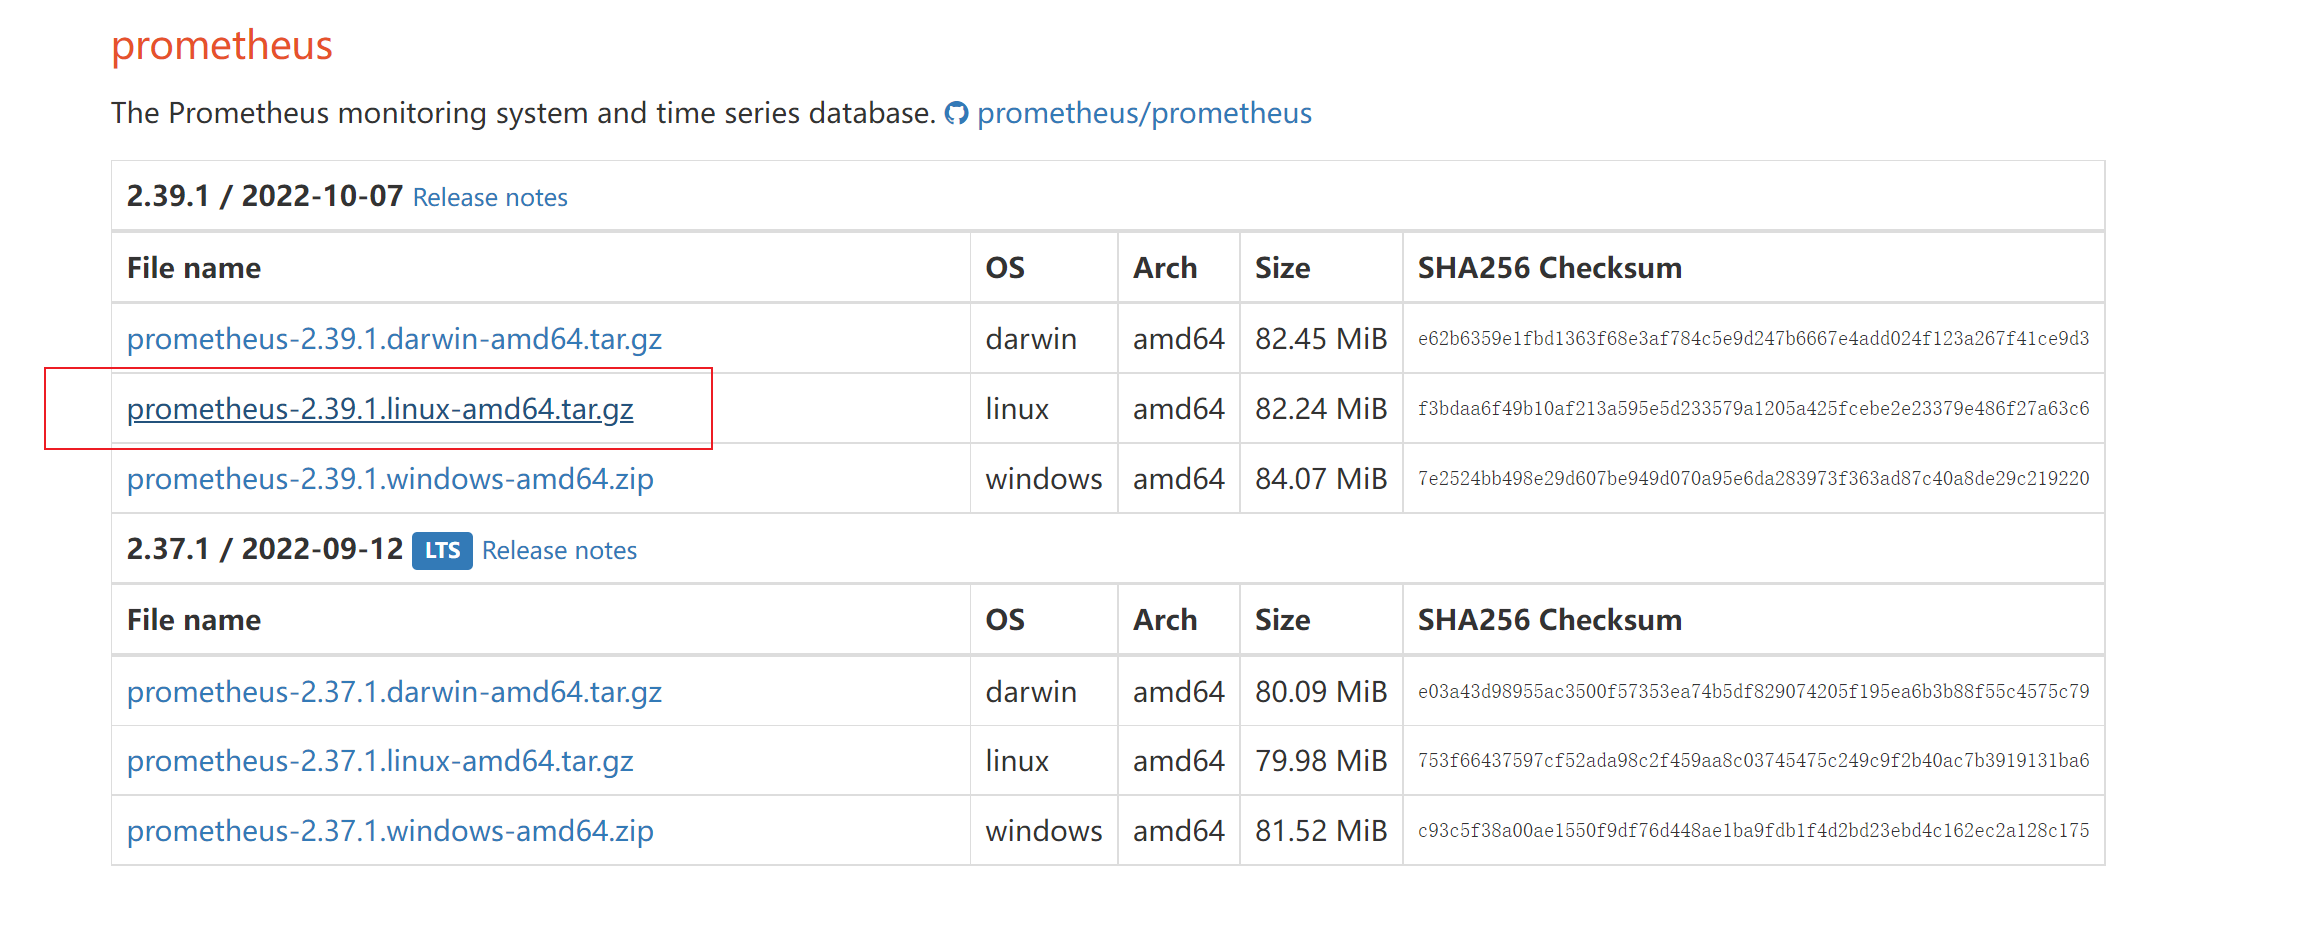 prometheus
The Prometheus monitoring system and time series database. prometheus/prometheus
2.39.1 / 2022-10-07 Release notes
File name OS Arch Size SHA256 Checksum
prometheus-2.39.1.darwin-amd64.tar.gz darwin amd64 82.45 MiB e62b6359e1fbd1363f68e3af784c5e9d247b6667e4add024f123a267f41ce9d3
prometheus-2.39.1.linux-amd64.tar.gz linux amd64 82.24 MiB f3bdaa6f49b10af213a595e5d233579a1205a425fcebe2e23379e486f27a63c6
prometheus-2.39.1.windows-amd64.zip windows amd64 84.07 MiB 7e2524bb498e29d607be949d070a95e6da283973f363ad87c40a8de29c219220
2.37.1 / 2022-09-12 LTS Release notes
File name OS Arch Size SHA256 Checksum
prometheus-2.37.1.darwin-amd64.tar.gz darwin amd64 80.09 MiB e03a43d98955ac3500f57353ea74b5df829074205f195ea6b3b88f55c4575c79
prometheus-2.37.1.linux-amd64.tar.gz linux amd64 79.98 MiB 753f66437597cf52ada98c2f459aa8c03745475c249c9f2b40ac7b3919131ba6
prometheus-2.37.1.windows-amd64.zip windows amd64 81.52 MiB c93c5f38a00ae1550f9df76d448ae1ba9fdb1f4d2bd23ebd4c162ec2a128c175